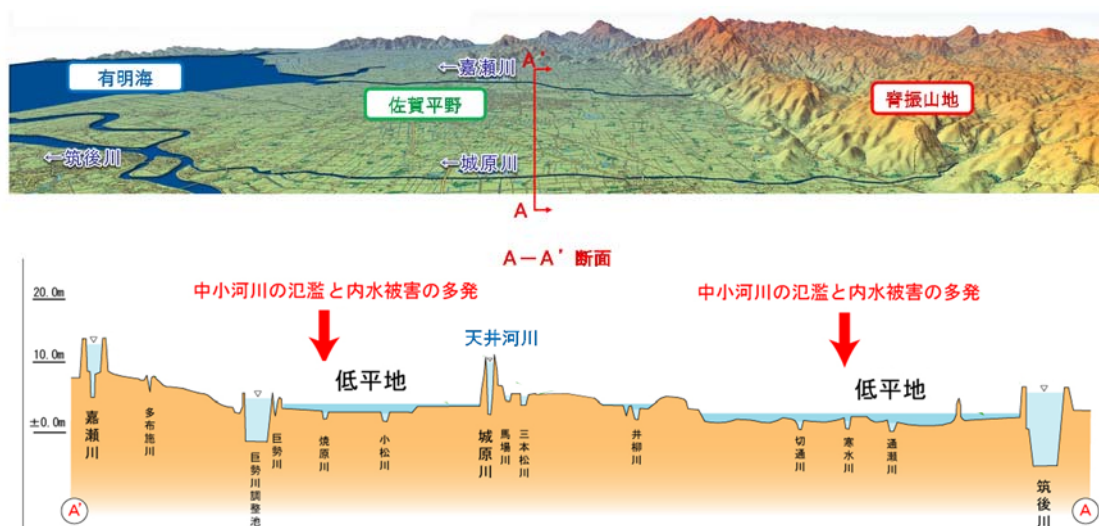 有明海
←嘉瀬川
A'
佐賀平野
脊振山地
←筑後川
←城原川
A
A－A'断面
中小河川の氾濫と内水被害の多発
中小河川の氾濫と内水被害の多発
20.0m
10.0m
±0.0m
天井河川
低平地
低平地
嘉瀬川
多布施川
巨勢川調整池
巨勢川
焼原川
小松川
城原川
馬場川
三本松川
井柳川
切通川
寒水川
通瀬川
筑後川
A'
A